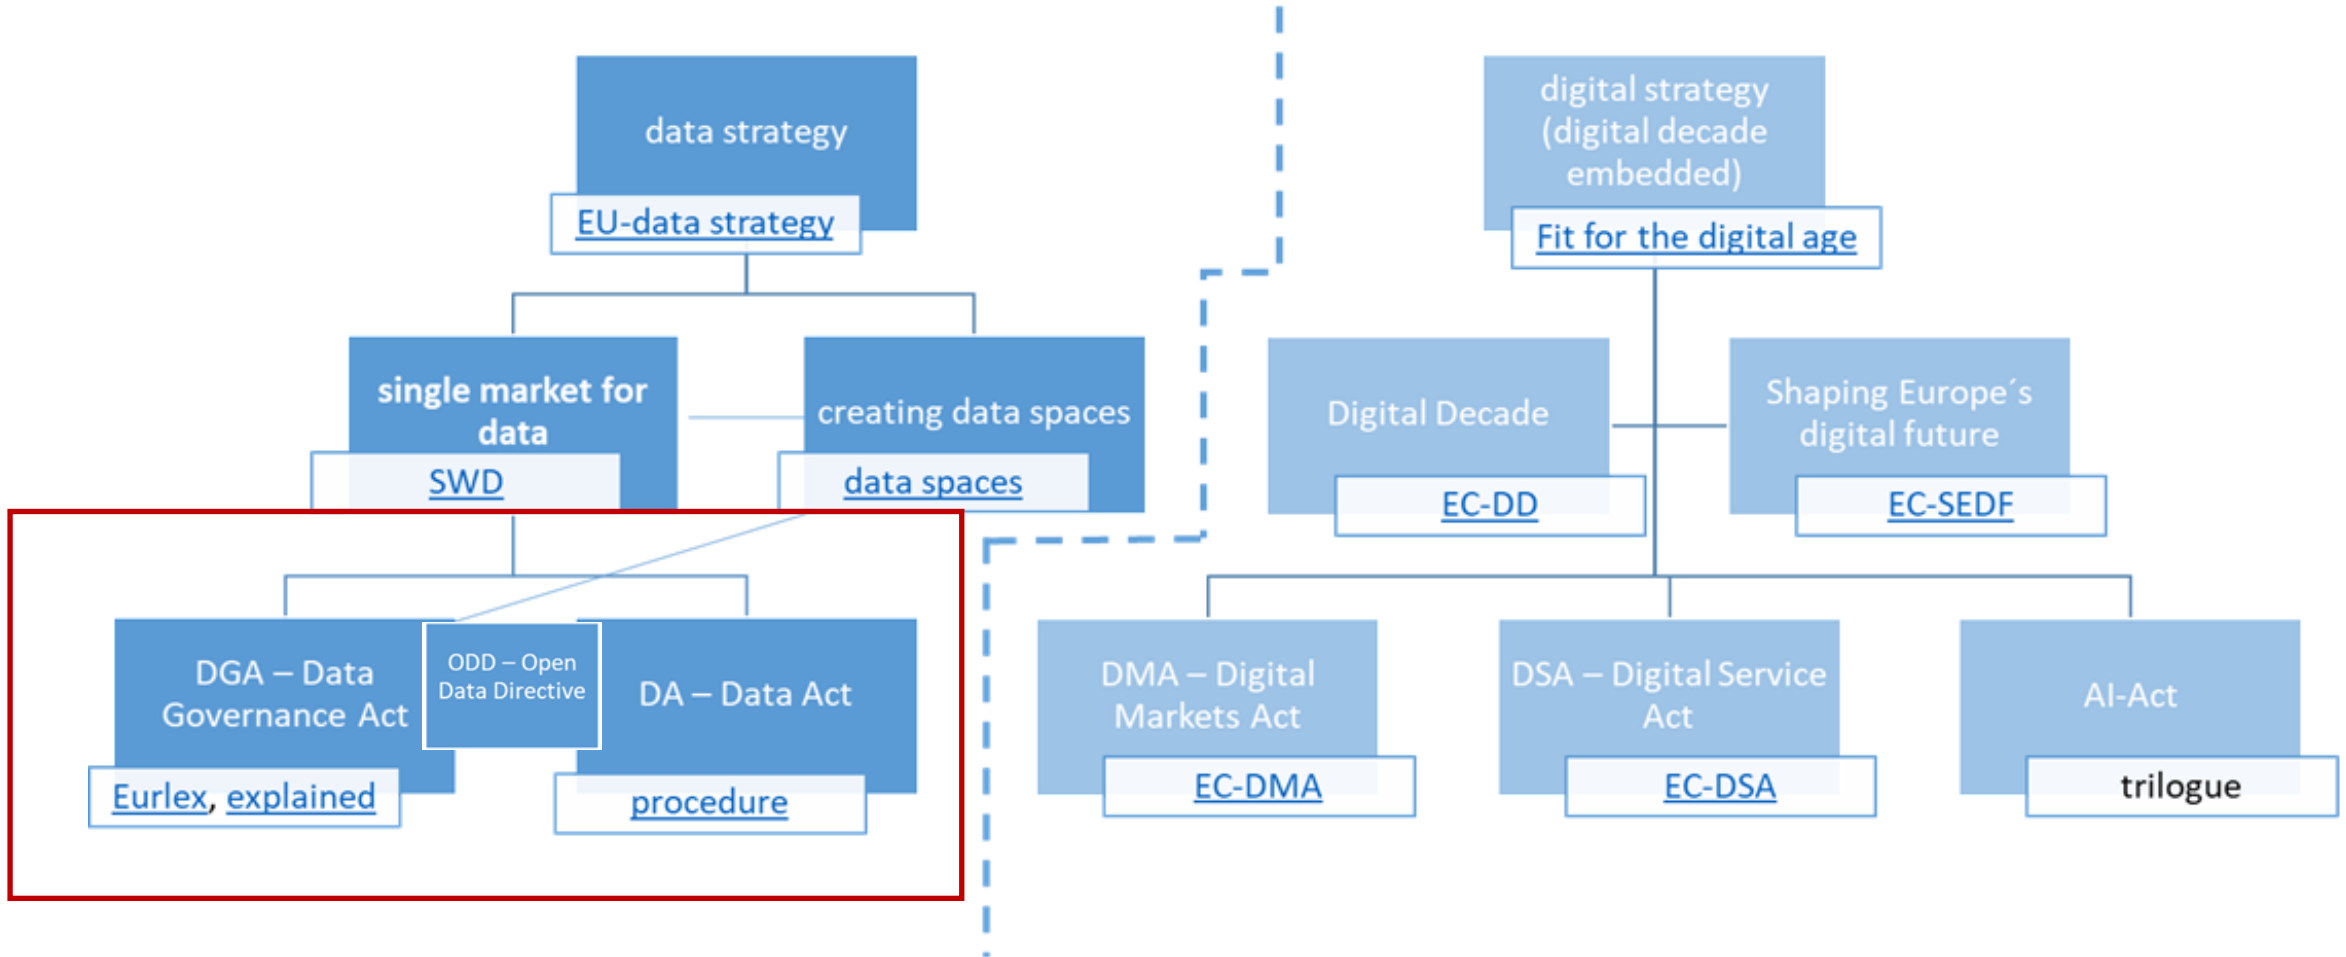 data strategy
EU-data strategy
single market for
data
SWD
creating data spaces
data spaces
DGA – Data
Governance Act
Eurlex, explained
ODD – Open
Data Directive
DA – Data Act
procedure
digital strategy
(digital decade
embedded)
Fit for the digital age
Digital Decade
EC-DD
Shaping Europe´s
digital future
EC-SEDF
DMA – Digital
Markets Act
EC-DMA
DSA – Digital Service
Act
EC-DSA
AI-Act
trilogue